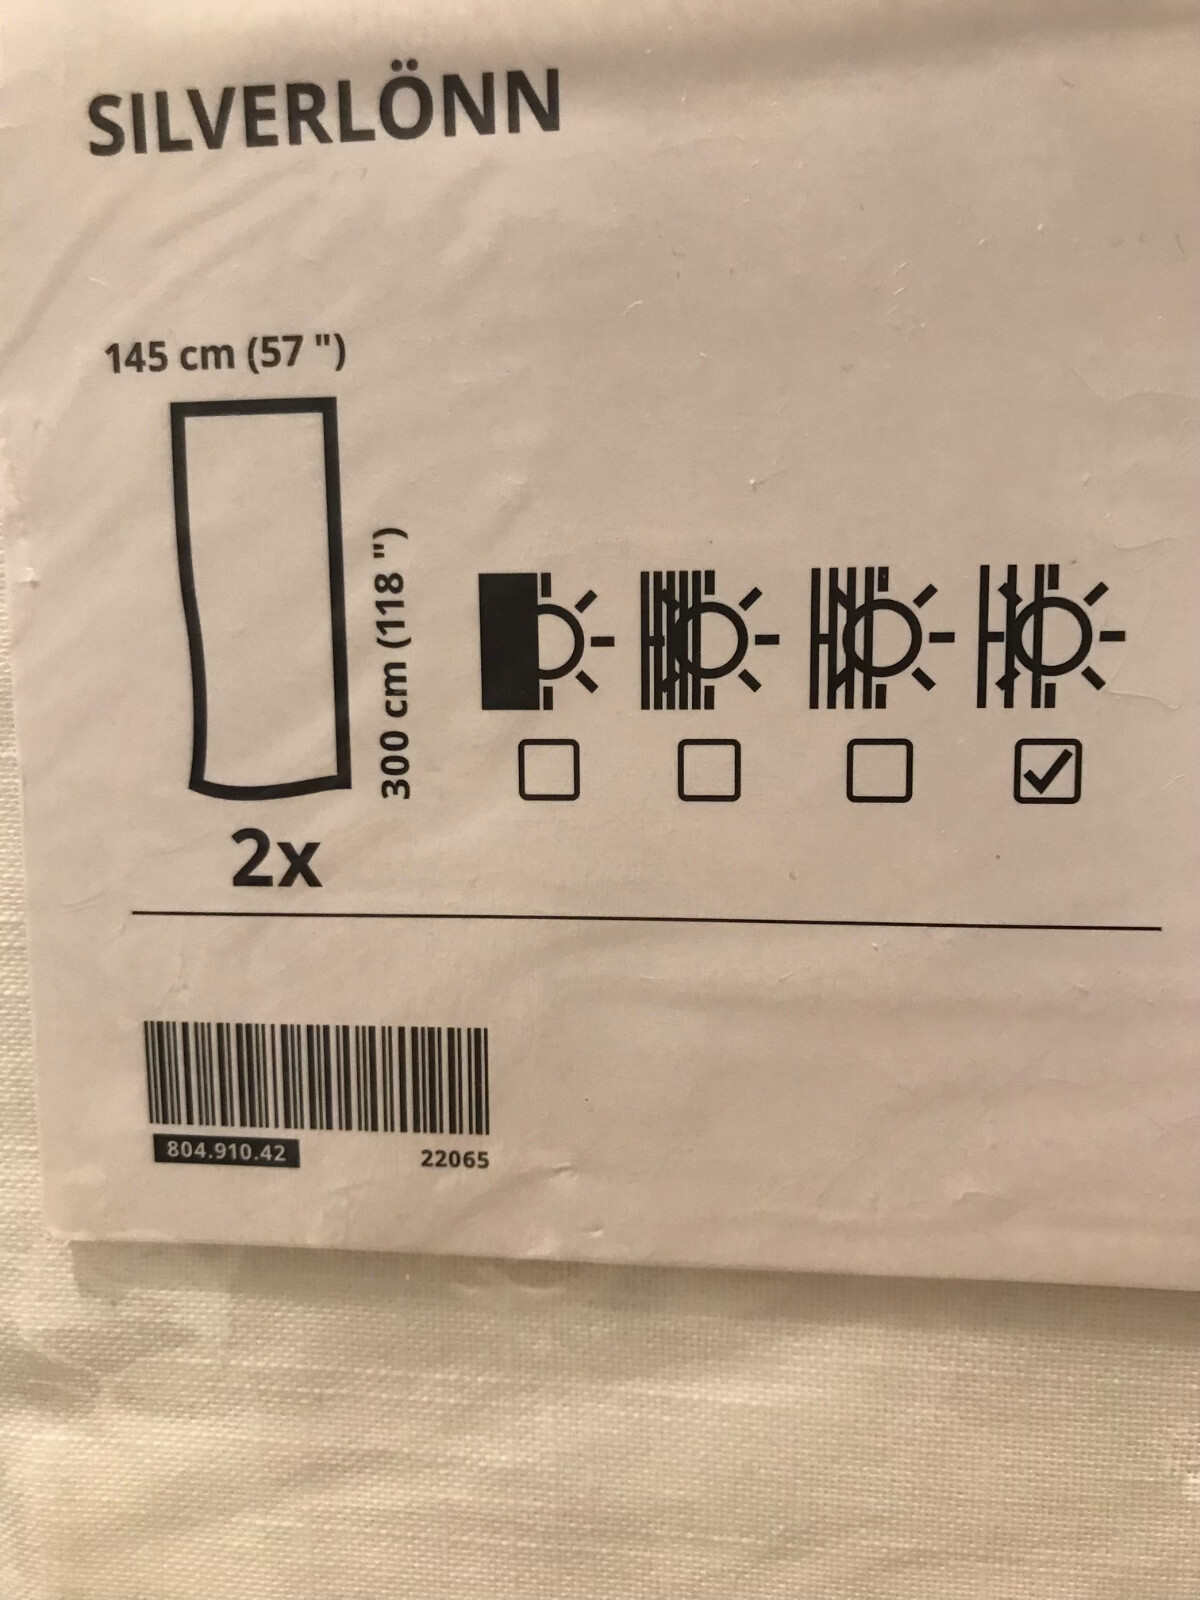 SILVERLÖNN
145 cm (57 ")
300 cm (118 ")
2x
804.910.42
22065